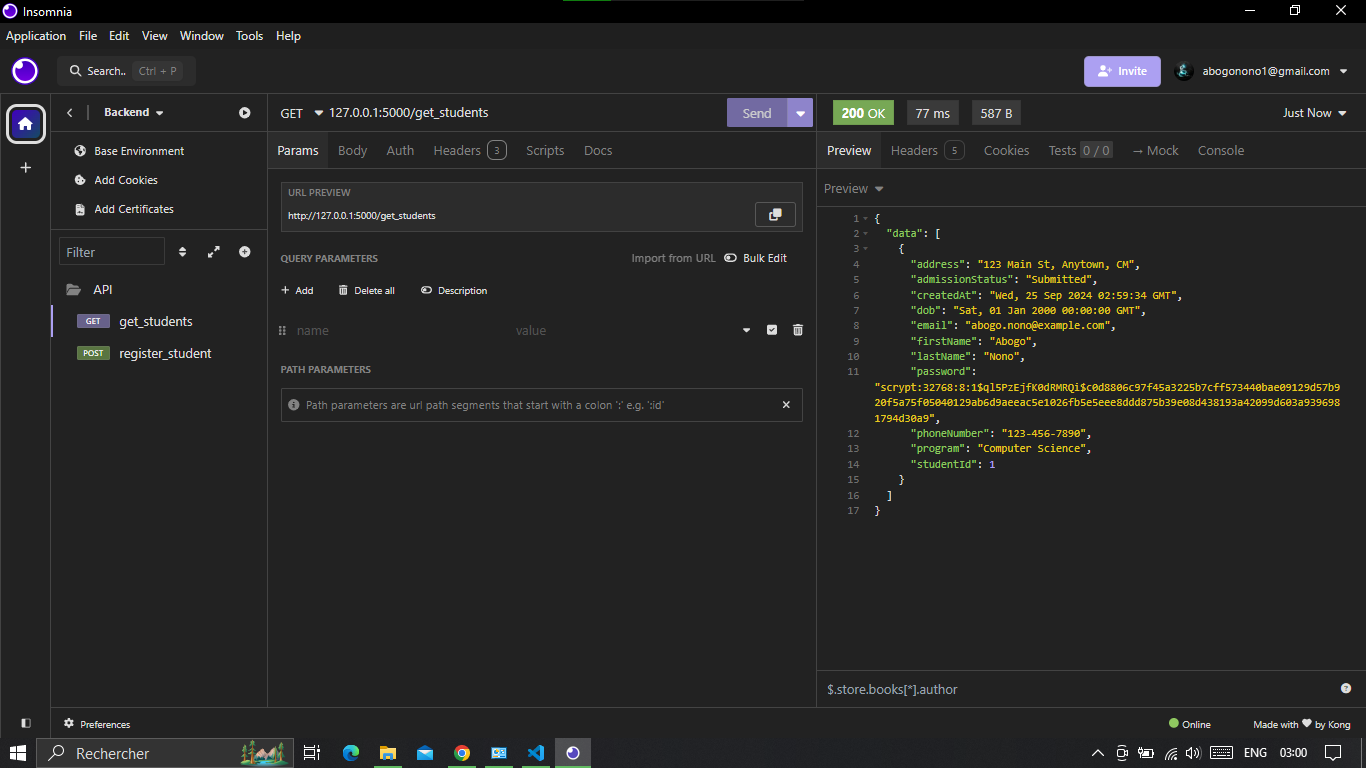 Insomnia
Application File Edit View Window Tools Help
Search.. Ctrl + P
Invite
abogonono1@gmail.com
Backend
GET 127.0.0.1:5000/get_students
Send
200 OK
77 ms
587 B
Just Now
Base Environment
Add Cookies
Add Certificates
Params Body Auth Headers 3 Scripts Docs
Preview Headers 5 Cookies Tests 0 / 0 → Mock Console
URL PREVIEW
http://127.0.0.1:5000/get_students
Preview
Filter
QUERY PARAMETERS
Import from URL Bulk Edit
+ Add Delete all Description
name value
PATH PARAMETERS
Path parameters are url path segments that start with a colon ':' e.g. ':id'
API
GET get_students
POST register_student
1 {
2 "data": [
3 {
4 "address": "123 Main St, Anytown, CM",
5 "admissionStatus": "Submitted",
6 "createdAt": "Wed, 25 Sep 2024 02:59:34 GMT",
7 "dob": "Sat, 01 Jan 2000 00:00:00 GMT",
8 "email": "abogo.nono@example.com",
9 "firstName": "Abogo",
10 "lastName": "Nono",
11 "password":
"scrypt:32768:8:1$ql5PzEjfK0dRMRQi$c0d8806c97f45a3225b7cff573440bae09129d57b9
20f5a75f05040129ab6d9aeeac5e1026fb5e5eee8ddd875b39e08d438193a42099d603a939698
1794d30a9",
12 "phoneNumber": "123-456-7890",
13 "program": "Computer Science",
14 "studentId": 1
15 }
16 ]
17 }
$.store.books[*].author
Preferences
Online
Made with ❤ by Kong
Rechercher
ENG 03:00